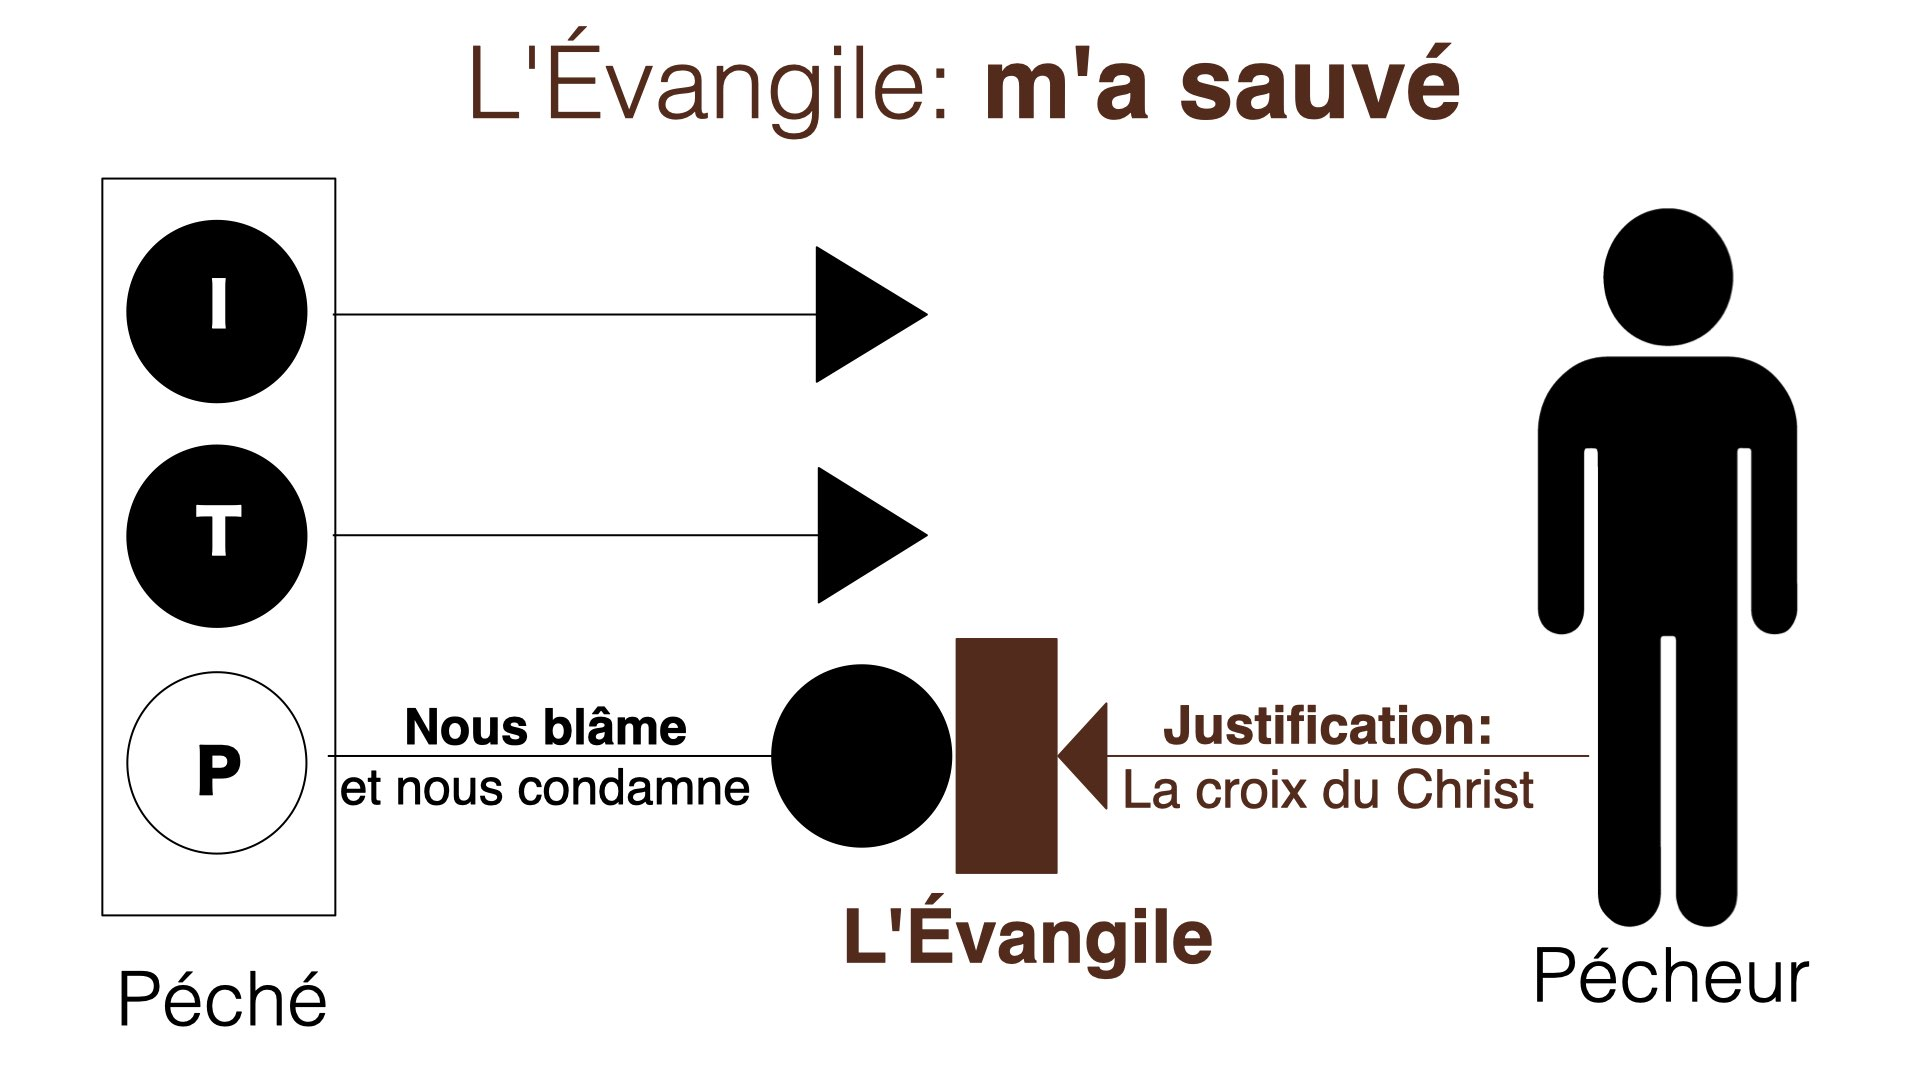 L'Évangile: m'a sauvé
I
T
P
Nous blâme
et nous condamne
Justification:
La croix du Christ
L'Évangile
Péché
Pécheur